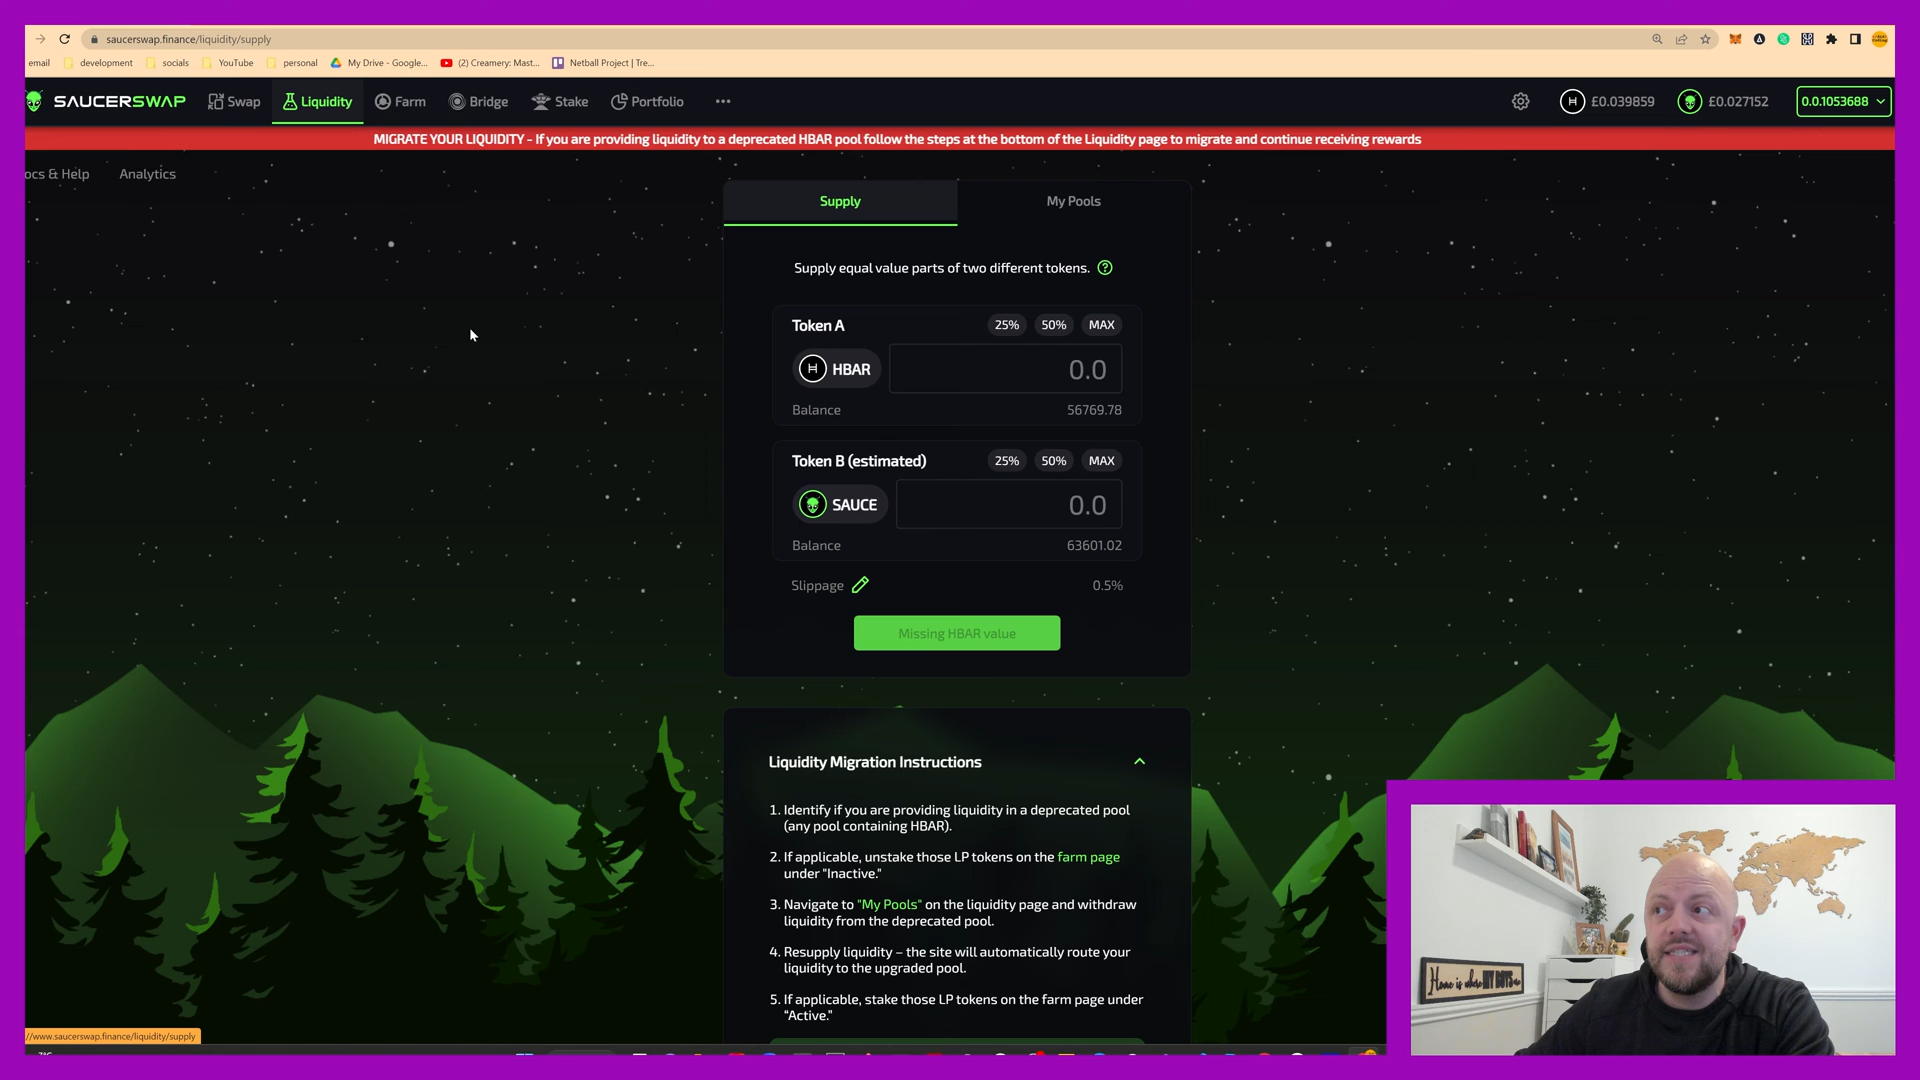 saucerswap.finance/liquidity/supply
email development socials YouTube personal My Drive - Google... (2) Creamery: Mast... Netball Project | Tre...
SAUCERSWAP Swap Liquidity Farm Bridge Stake Portfolio ••• £0.039859 £0.027152 0.0.1053688
MIGRATE YOUR LIQUIDITY - If you are providing liquidity to a deprecated HBAR pool follow the steps at the bottom of the Liquidity page to migrate and continue receiving rewards
ocs & Help Analytics
Supply My Pools
Supply equal value parts of two different tokens.
Token A 25% 50% MAX
HBAR 0.0
Balance 56769.78
Token B (estimated) 25% 50% MAX
SAUCE 0.0
Balance 63601.02
Slippage 0.5%
Missing HBAR value
Liquidity Migration Instructions
1. Identify if you are providing liquidity in a deprecated pool
(any pool containing HBAR).
2. If applicable, unstake those LP tokens on the farm page
under "Inactive."
3. Navigate to "My Pools" on the liquidity page and withdraw
liquidity from the deprecated pool.
4. Resupply liquidity – the site will automatically route your
liquidity to the upgraded pool.
5. If applicable, stake those LP tokens on the farm page under
"Active."
Home is where MY BOYS
//www.saucerswap.finance/liquidity/supply